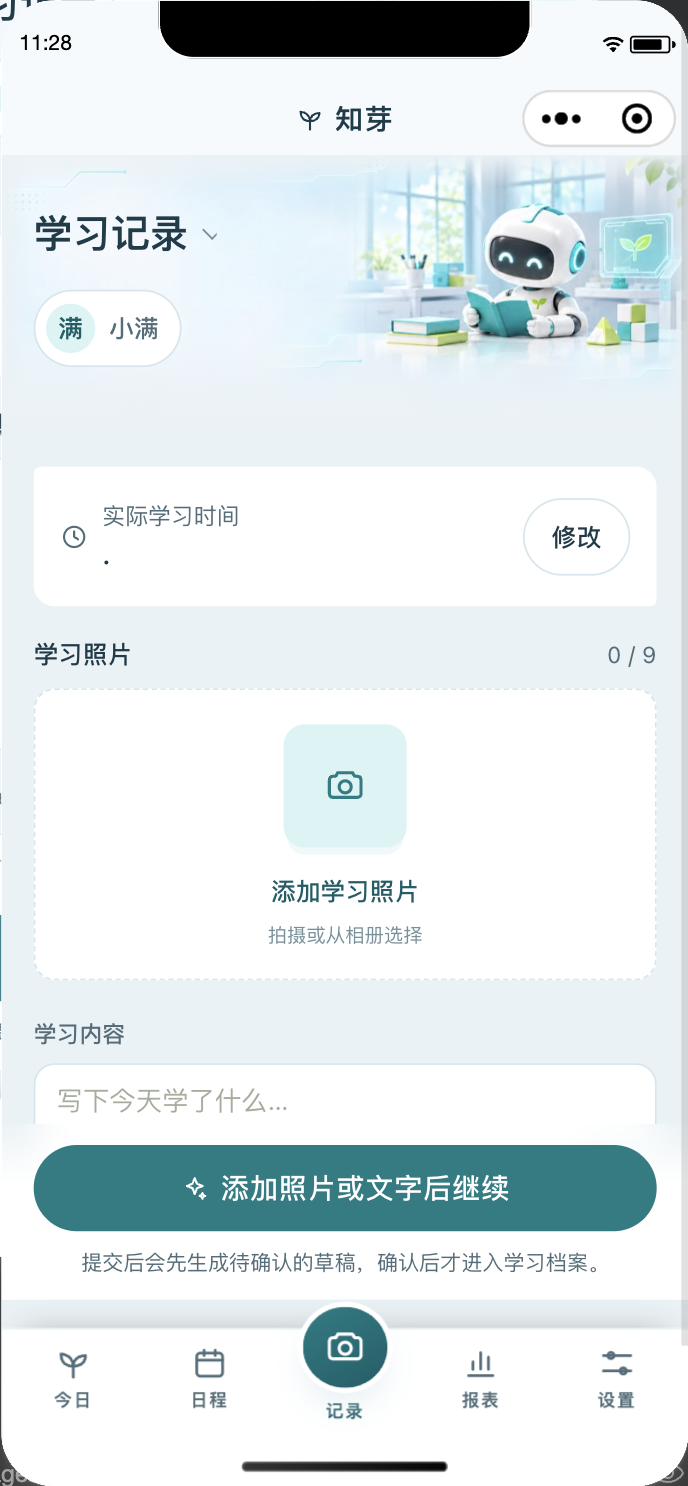 11:28
知芽
学习记录
满 小满
实际学习时间
·
修改
学习照片
0 / 9
添加学习照片
拍摄或从相册选择
学习内容
写下今天学了什么...
添加照片或文字后继续
提交后会先生成待确认的草稿，确认后才进入学习档案。
今日
日程
记录
报表
设置